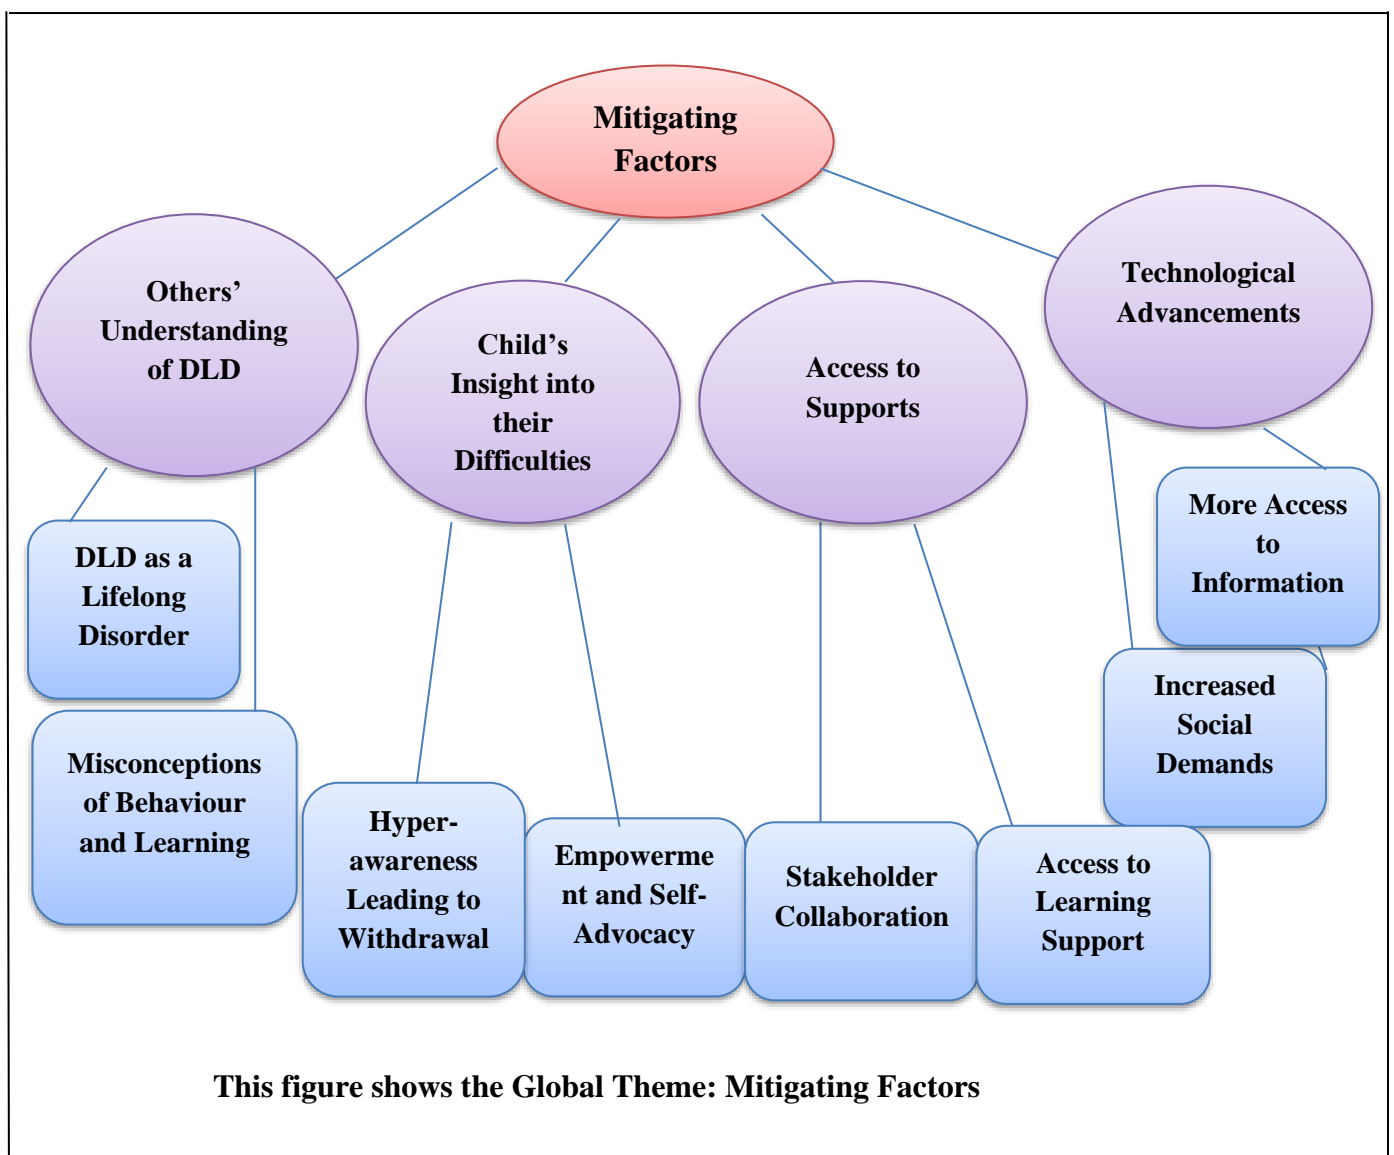 Mitigating
Factors
Others’
Understanding
of DLD
Child’s
Insight into
their
Difficulties
Access to
Supports
Technological
Advancements
DLD as a
Lifelong
Disorder
Misconceptions
of Behaviour
and Learning
Hyper-
awareness
Leading to
Withdrawal
Empowerme
nt and Self-
Advocacy
Stakeholder
Collaboration
Access to
Learning
Support
More Access
to
Information
Increased
Social
Demands
This figure shows the Global Theme: Mitigating Factors